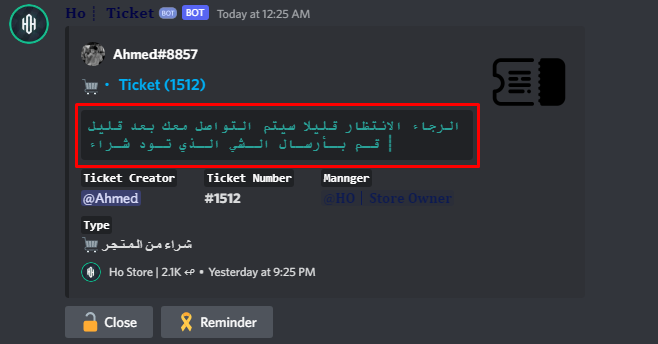 Ho | Ticket BOT BOT Today at 12:25 AM
Ahmed#8857
Ticket (1512)
الرجاء الانتظار قليلا سيتم التواصل معك بعد قليل
| قم بأرسال الشي الذي تود شراء
Ticket Creator Ticket Number Mannger
@Ahmed #1512 @HO | Store Owner
Type
شراء من المتجر
Ho Store | 2.1K • Yesterday at 9:25 PM
Close Reminder